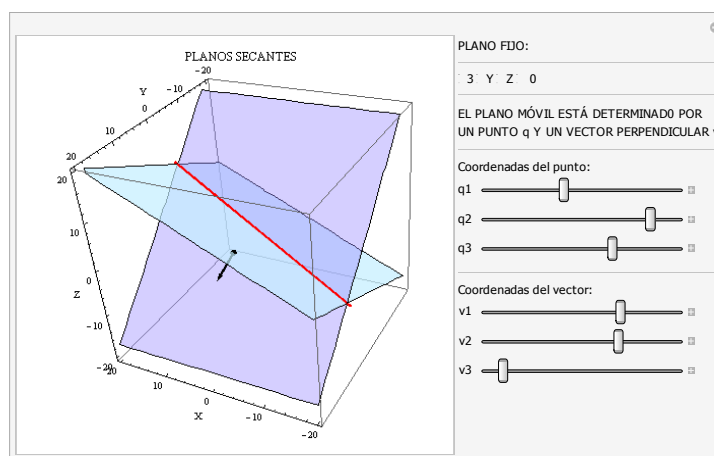 PLANOS SECANTES
-20
Y
-10
0
10
20
20
10
0
Z
-10
-20
20
10
0
X
-10
-20
PLANO FIJO:
3 Y Z 0
EL PLANO MÓVIL ESTÁ DETERMINAD0 POR
UN PUNTO q Y UN VECTOR PERPENDICULAR
Coordenadas del punto:
q1
q2
q3
Coordenadas del vector:
v1
v2
v3